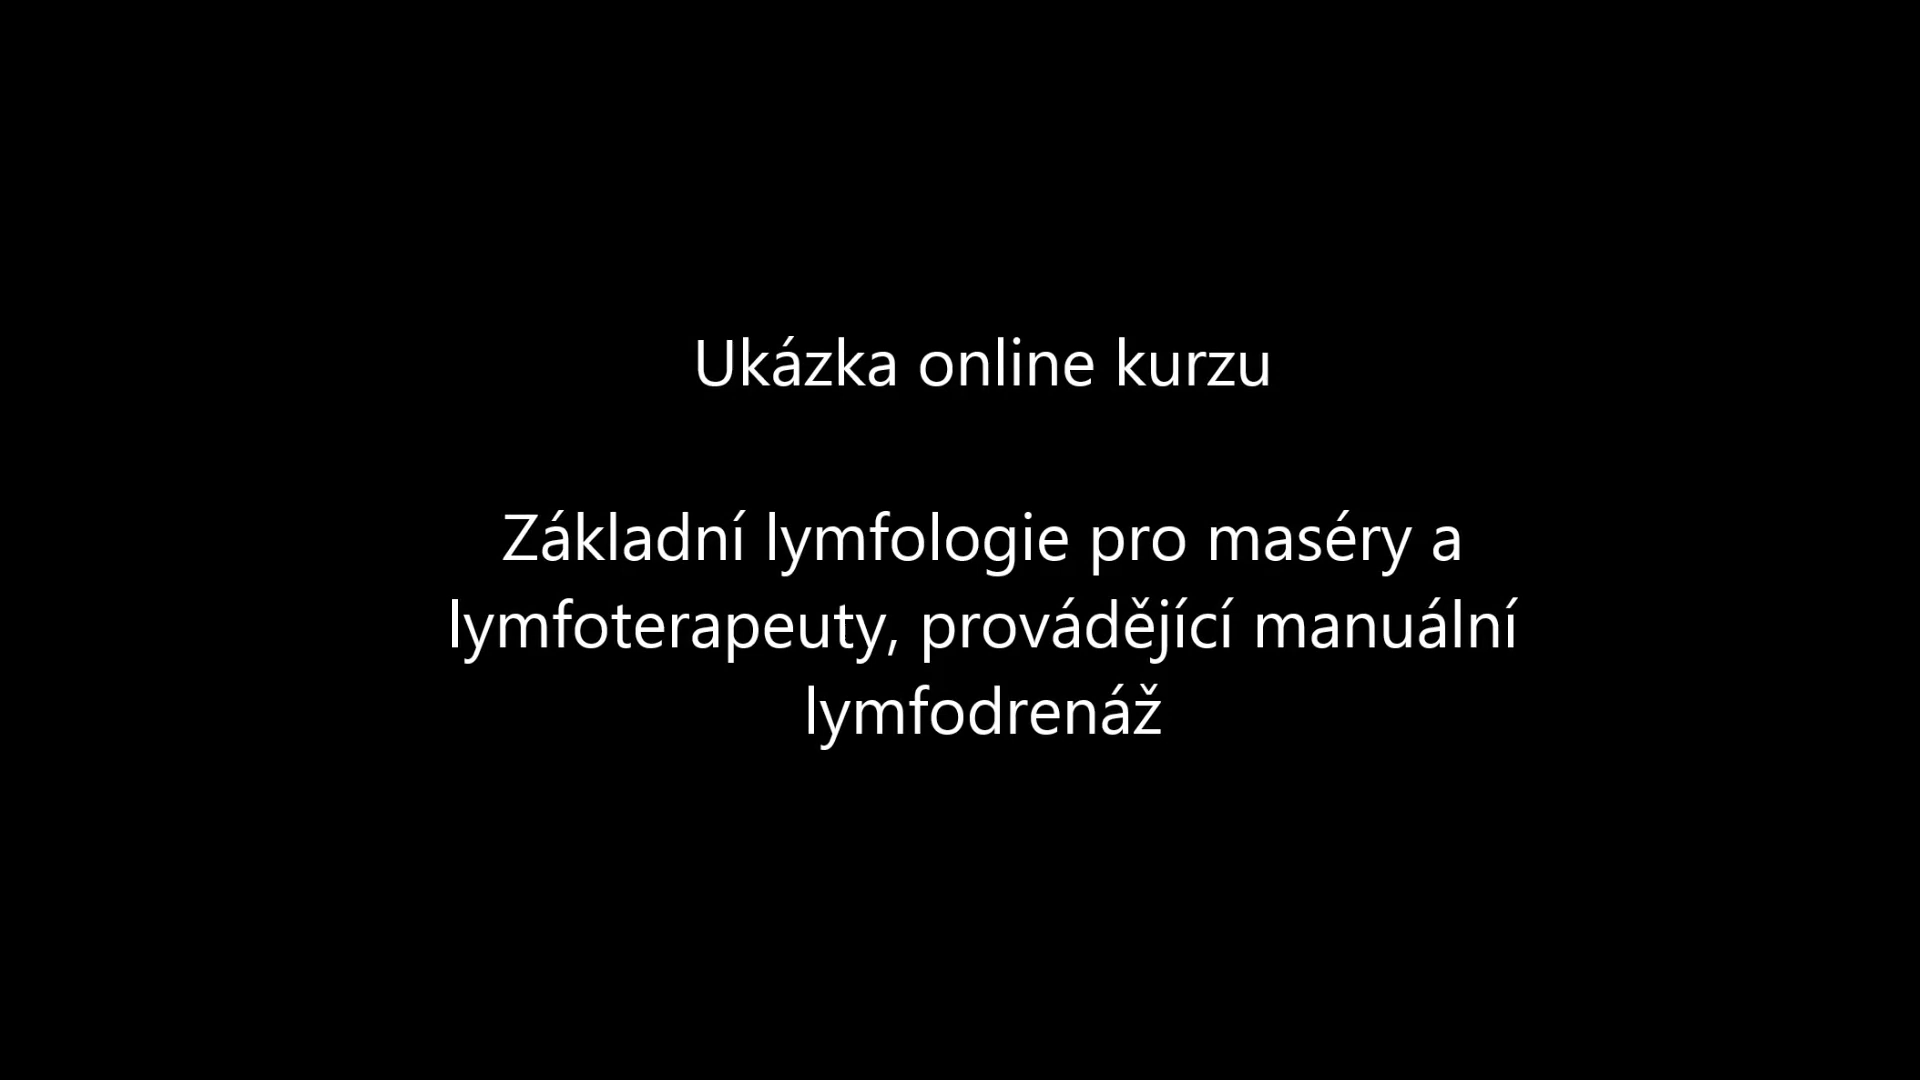 Ukázka online kurzu
Základní lymfologie pro maséry a
lymfoterapeuty, provádějící manuální
lymfodrenáž